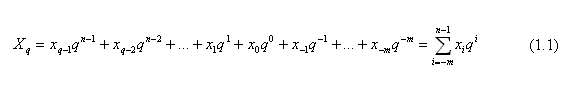 X_q = x_{q-1}q^{n-1} + x_{q-2}q^{n-2} + ... + x_1q^1 + x_0q^0 + x_{-1}q^{-1} + ... + x_{-m}q^{-m} = \sum_{i=-m}^{n-1} x_iq^i (1.1)